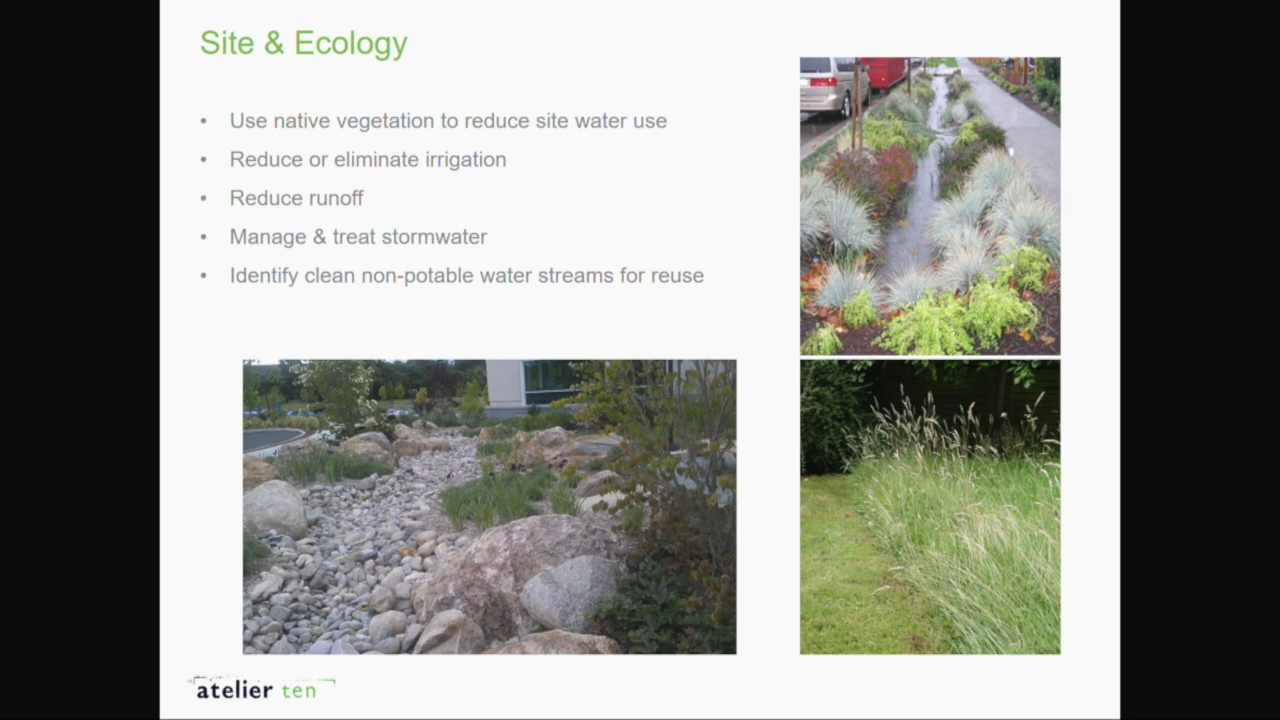 Site & Ecology
• Use native vegetation to reduce site water use
• Reduce or eliminate irrigation
• Reduce runoff
• Manage & treat stormwater
• Identify clean non-potable water streams for reuse
atelier ten